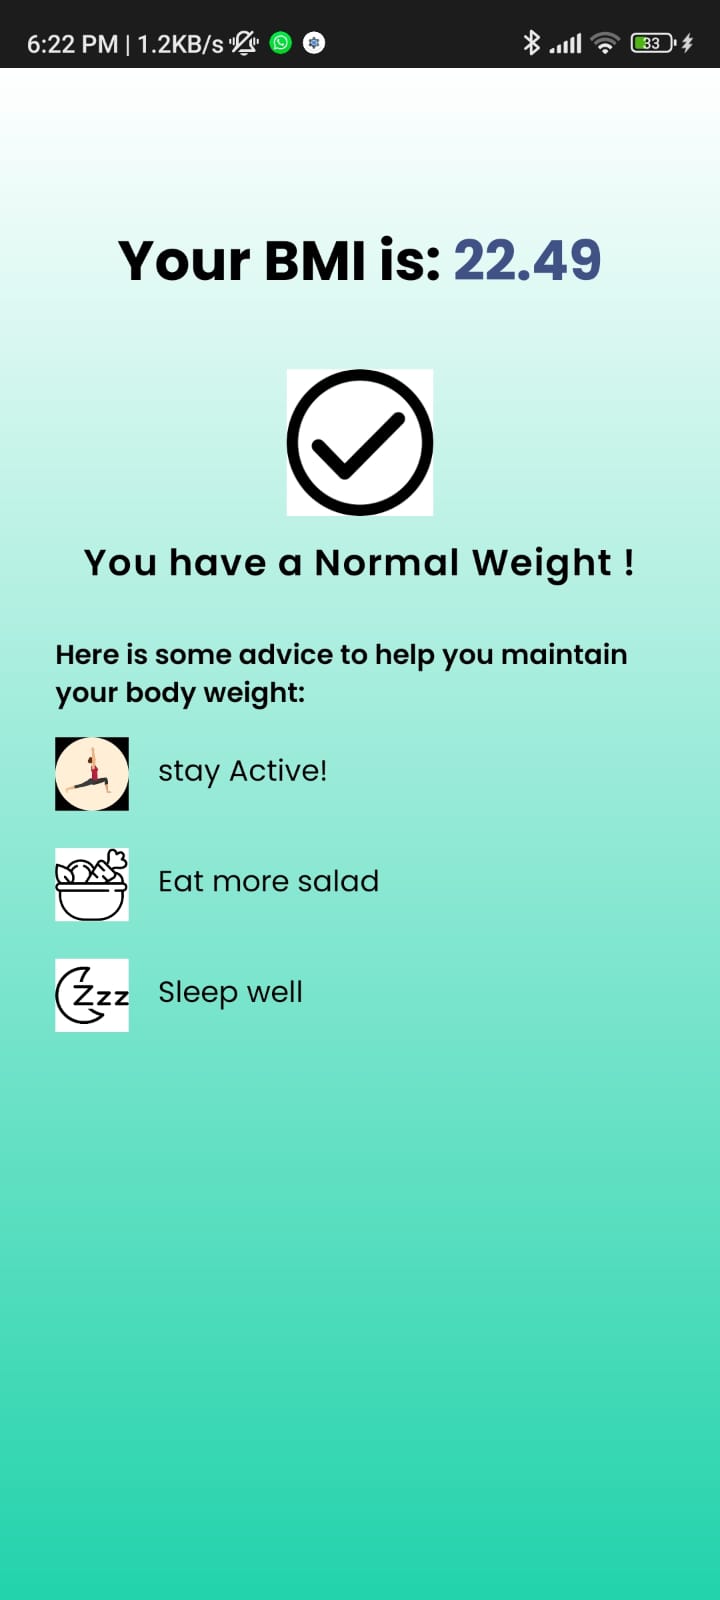 6:22 PM | 1.2KB/s
33
Your BMI is: 22.49
You have a Normal Weight !
Here is some advice to help you maintain
your body weight:
stay Active!
Eat more salad
Zzz
Sleep well